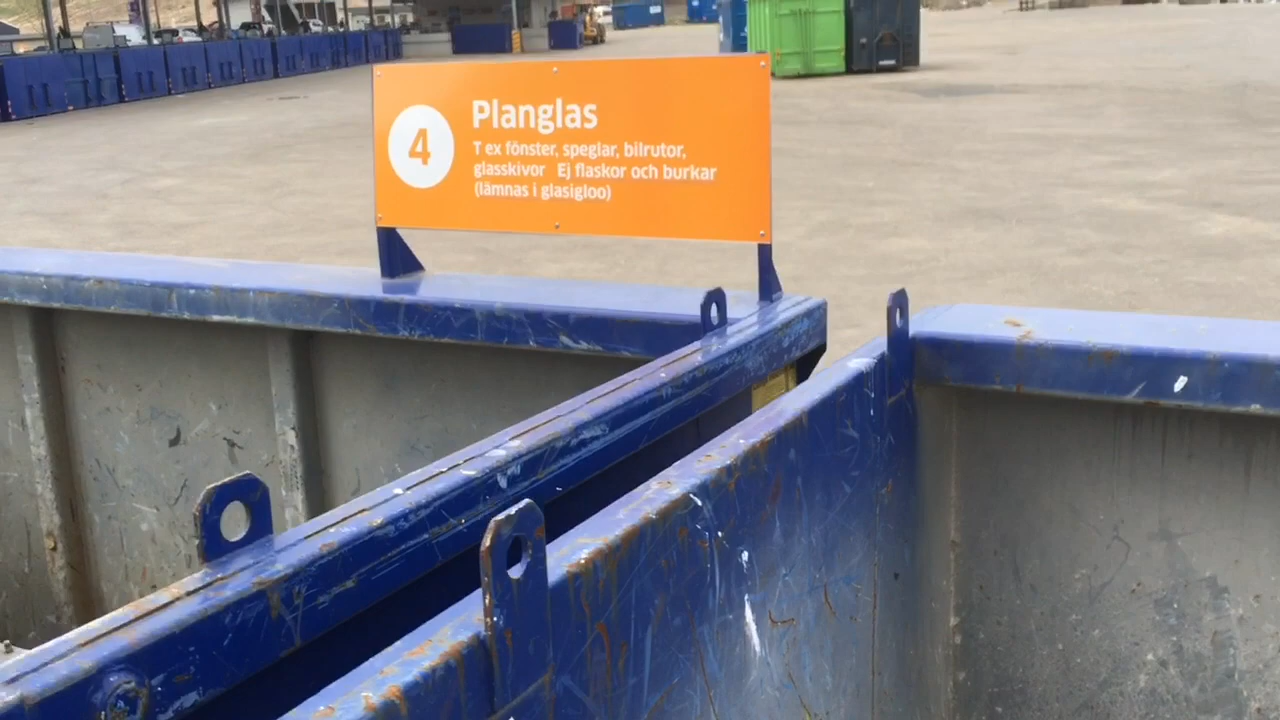 4
Planglas
T ex fönster, speglar, bilrutor,
glasskivor Ej flaskor och burkar
(lämnas i glasigloo)